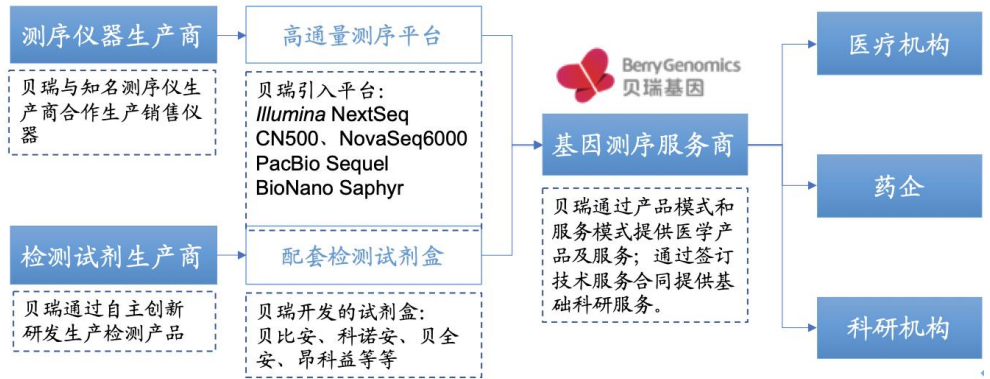 测序仪器生产商
贝瑞与知名测序仪生
产商合作生产销售仪
器
高通量测序平台
贝瑞引入平台:
Illumina NextSeq
CN500、NovaSeq6000
PacBio Sequel
BioNano Saphyr
检测试剂生产商
贝瑞通过自主创新
研发生产检测产品
配套检测试剂盒
贝瑞开发的试剂盒:
贝比安、科诺安、贝全
安、昂科益等等
BerryGenomics
贝瑞基因
基因测序服务商
贝瑞通过产品模式和
服务模式提供医学产
品及服务；通过签订
技术服务合同提供基
础科研服务。
医疗机构
药企
科研机构